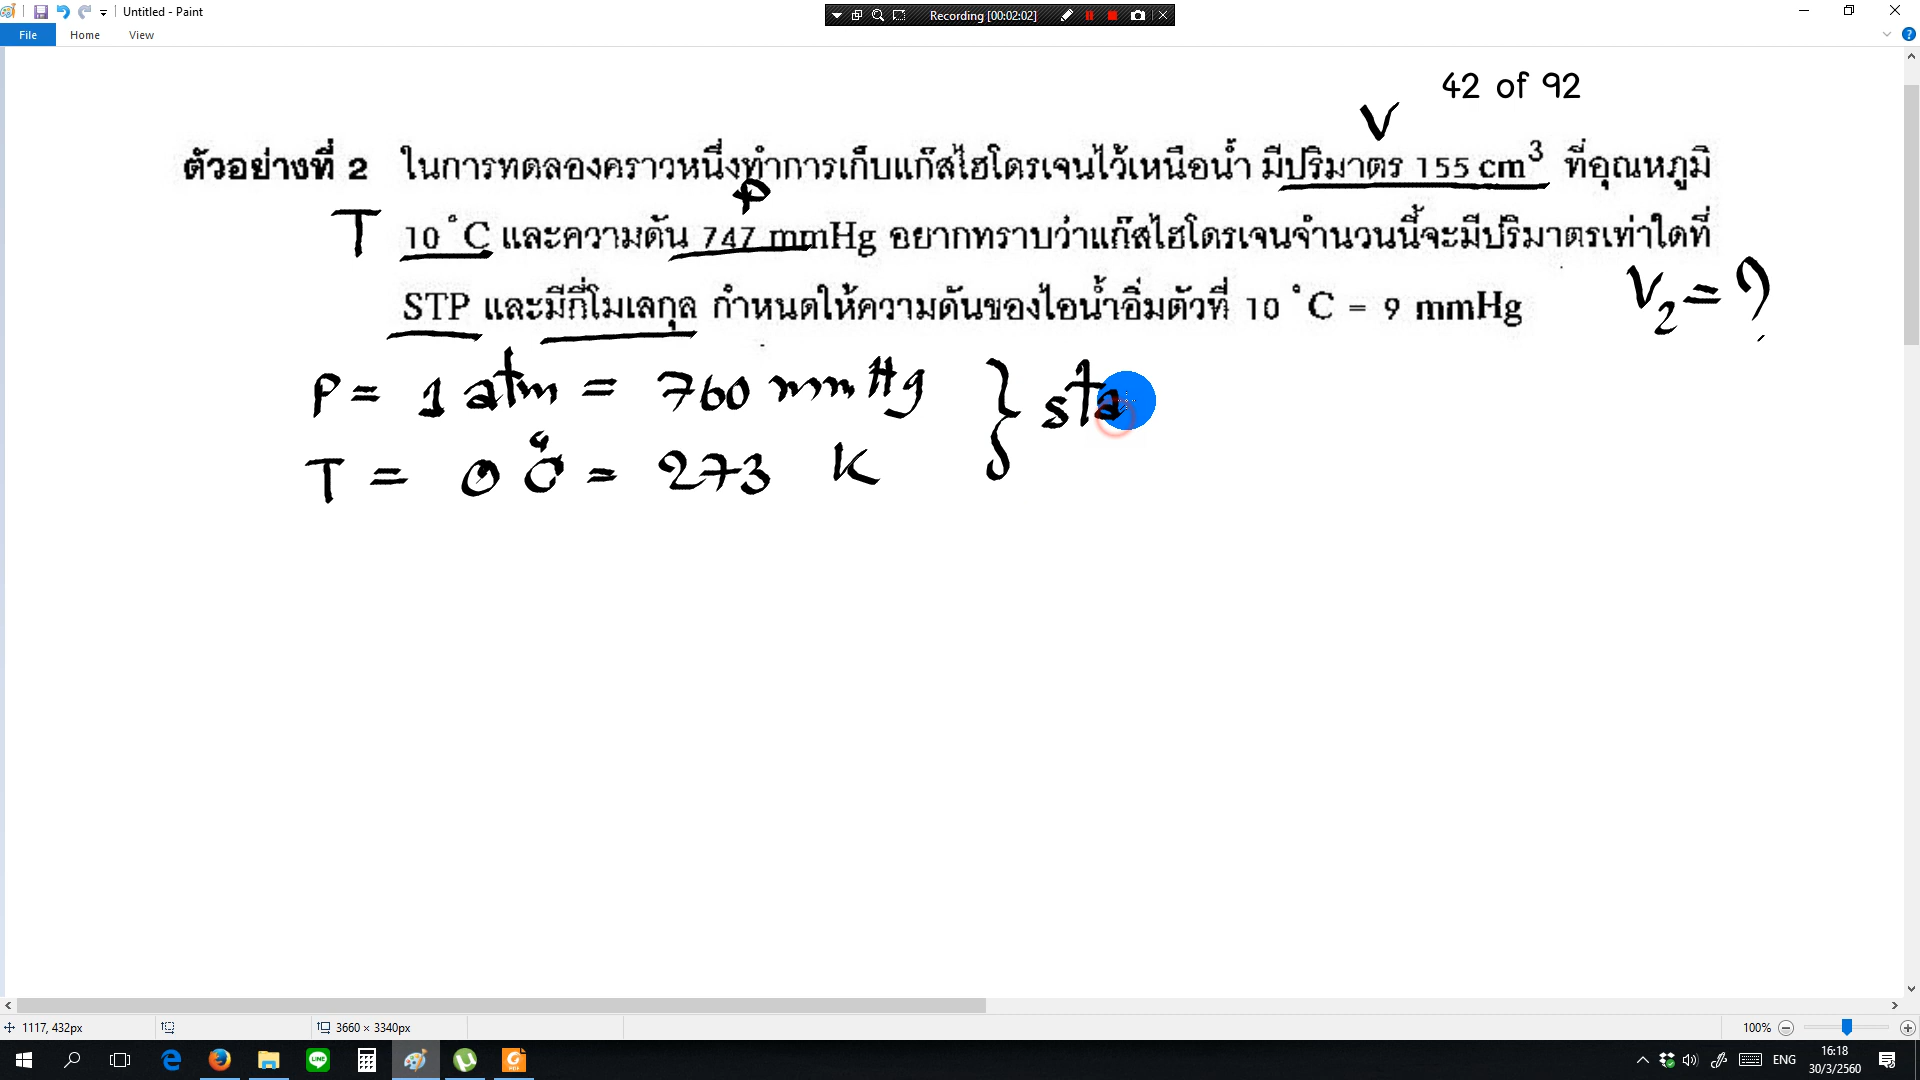 Untitled - Paint
Recording [00:02:02]
File Home View
42 of 92
V
ตัวอย่างที่ 2 ในการทดลองคราวหนึ่งทำการเก็บแก๊สไฮโดรเจนไว้เหนือน้ำ มีปริมาตร 155 cm³ ที่อุณหภูมิ
P
T 10 °C และความดัน 747 mmHg อยากทราบว่าแก๊สไฮโดรเจนจำนวนนี้จะมีปริมาตรเท่าใดที่
STP และมีกี่โมเลกุล กำหนดให้ความดันของไอน้ำอิ่มตัวที่ 10 °C = 9 mmHg V₂ = ?
P = 1 atm = 760 mmHg } sta
T = 0 °C = 273 K
1117, 432px 3660 × 3340px 100%
ENG 16:18
30/3/2560